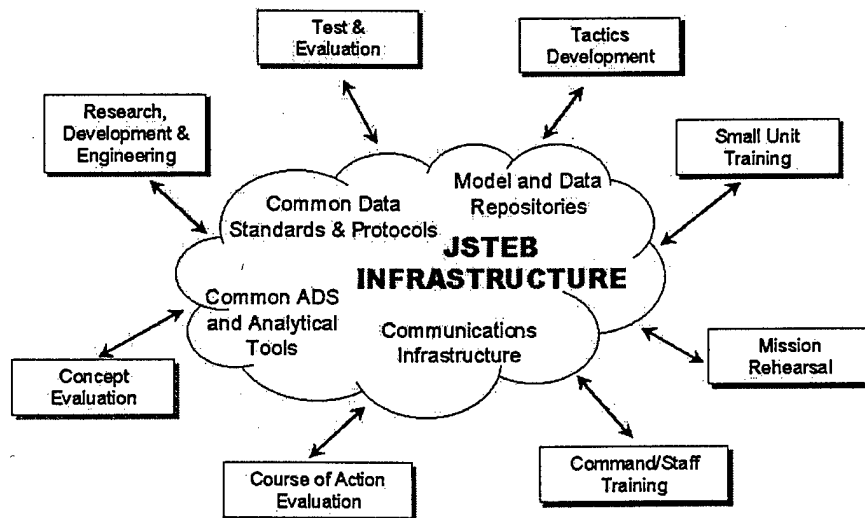 Test &
Evaluation
Tactics
Development
Research,
Development &
Engineering
Small Unit
Training
Common Data
Standards & Protocols
Model and Data
Repositories
JSTEB
INFRASTRUCTURE
Common ADS
and Analytical
Tools
Communications
Infrastructure
Concept
Evaluation
Mission
Rehearsal
Course of Action
Evaluation
Command/Staff
Training